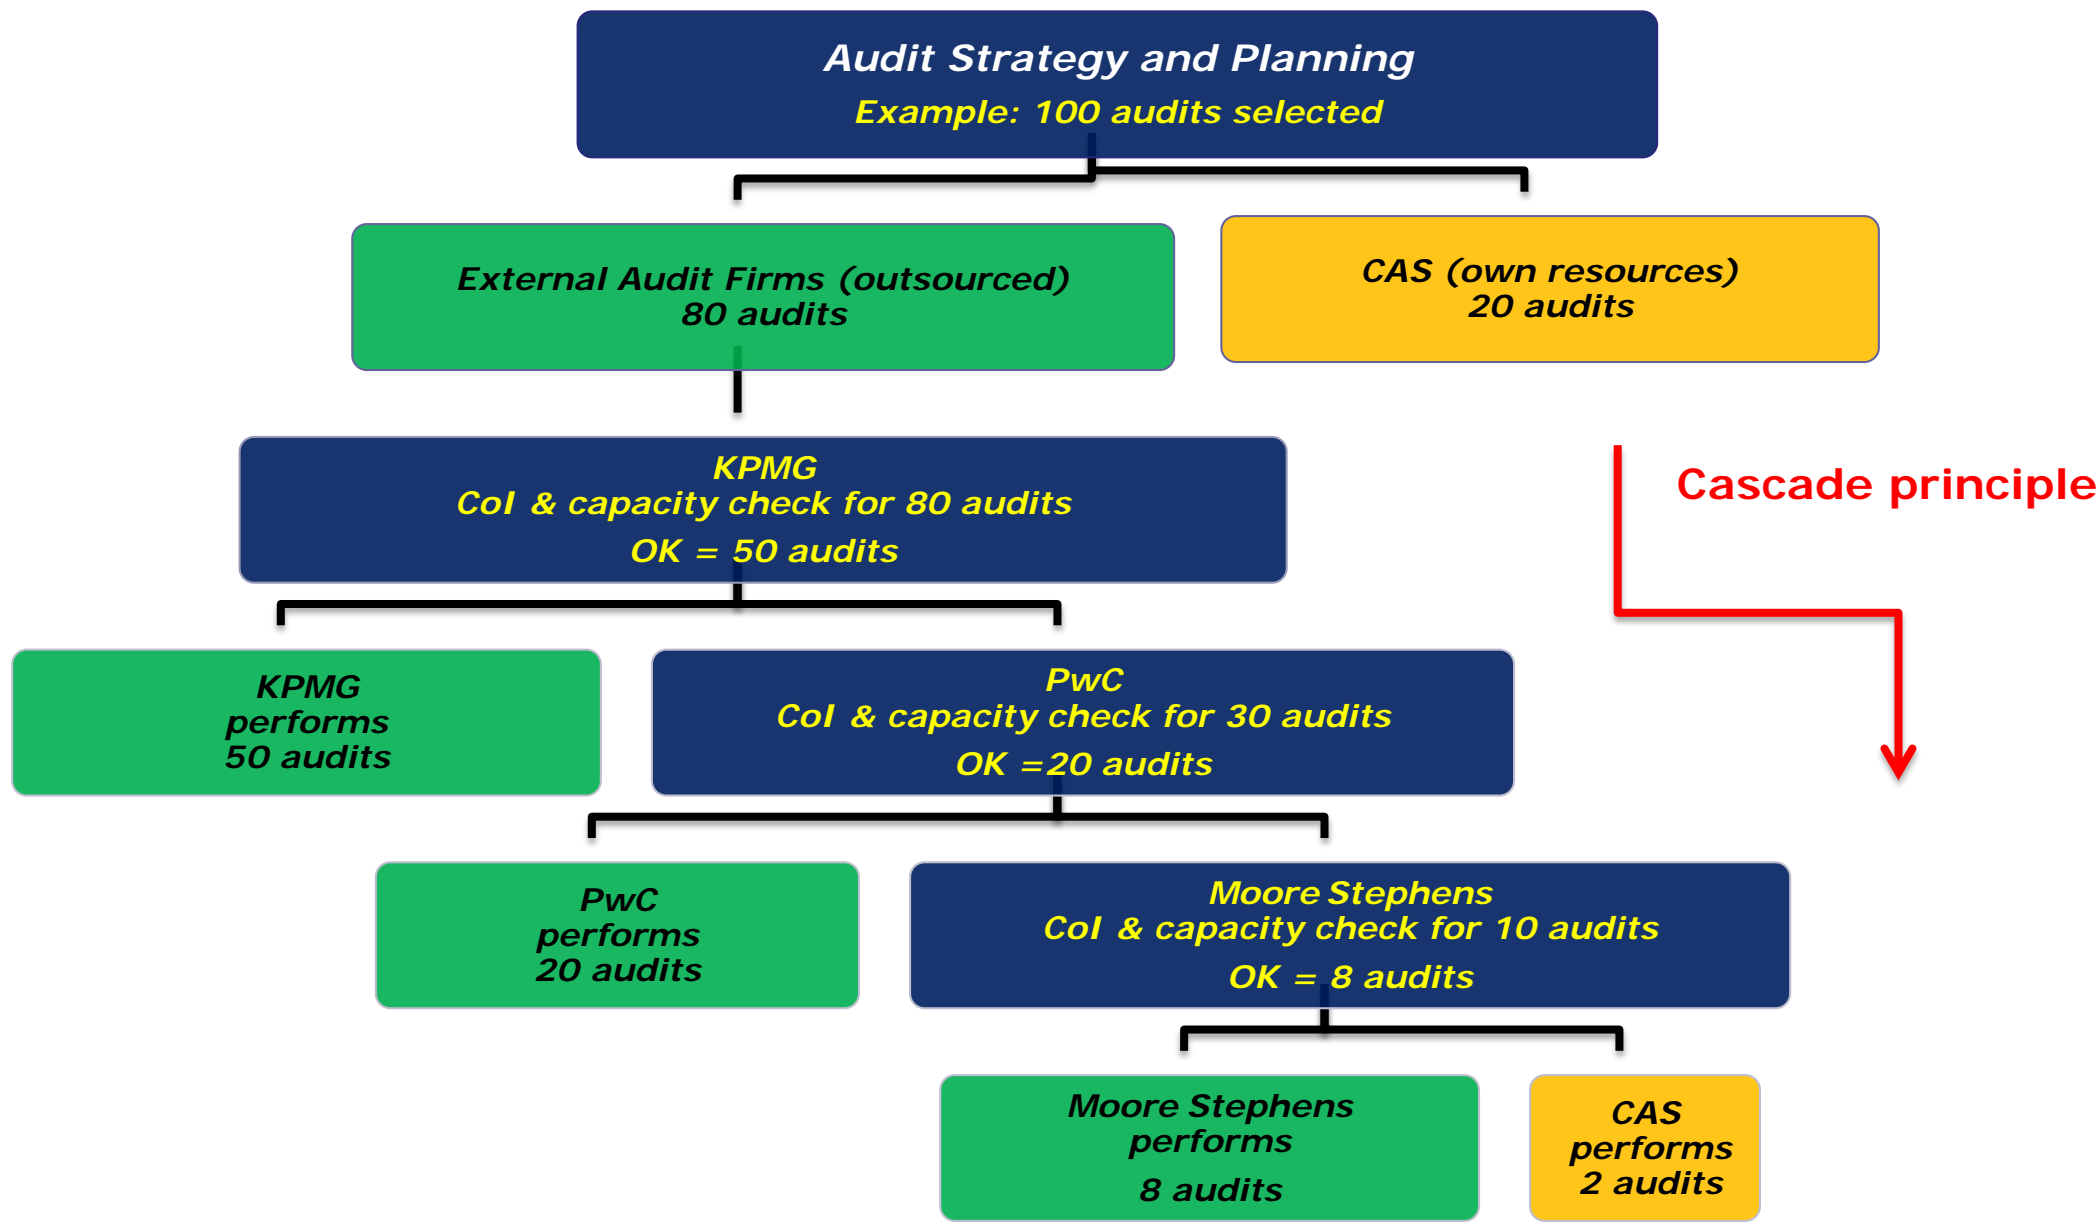 Audit Strategy and Planning
Example: 100 audits selected
External Audit Firms (outsourced)
80 audits
CAS (own resources)
20 audits
KPMG
CoI & capacity check for 80 audits
OK = 50 audits
Cascade principle
KPMG
performs
50 audits
PwC
CoI & capacity check for 30 audits
OK =20 audits
PwC
performs
20 audits
Moore Stephens
CoI & capacity check for 10 audits
OK = 8 audits
Moore Stephens
performs
8 audits
CAS
performs
2 audits